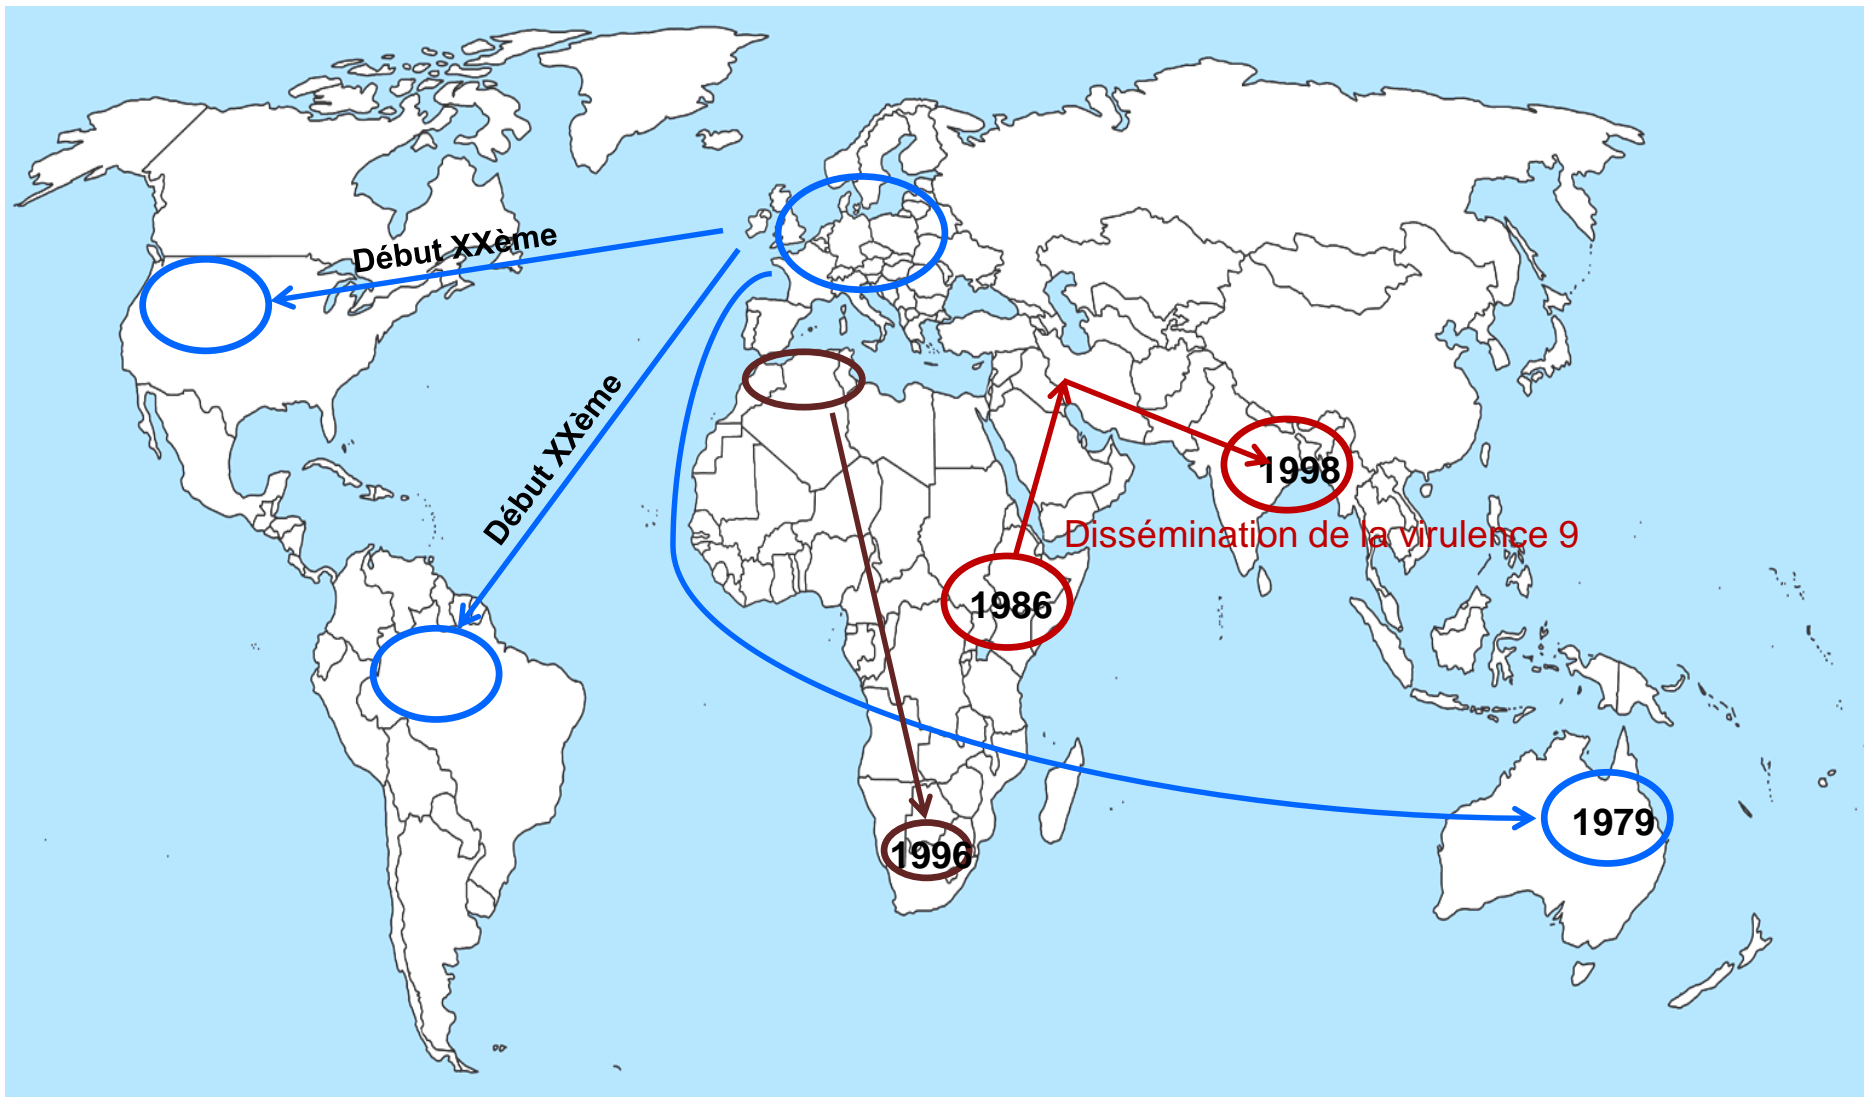 Début XXème
Début XXème
1998
Dissémination de la virulence 9
1986
1979
1996